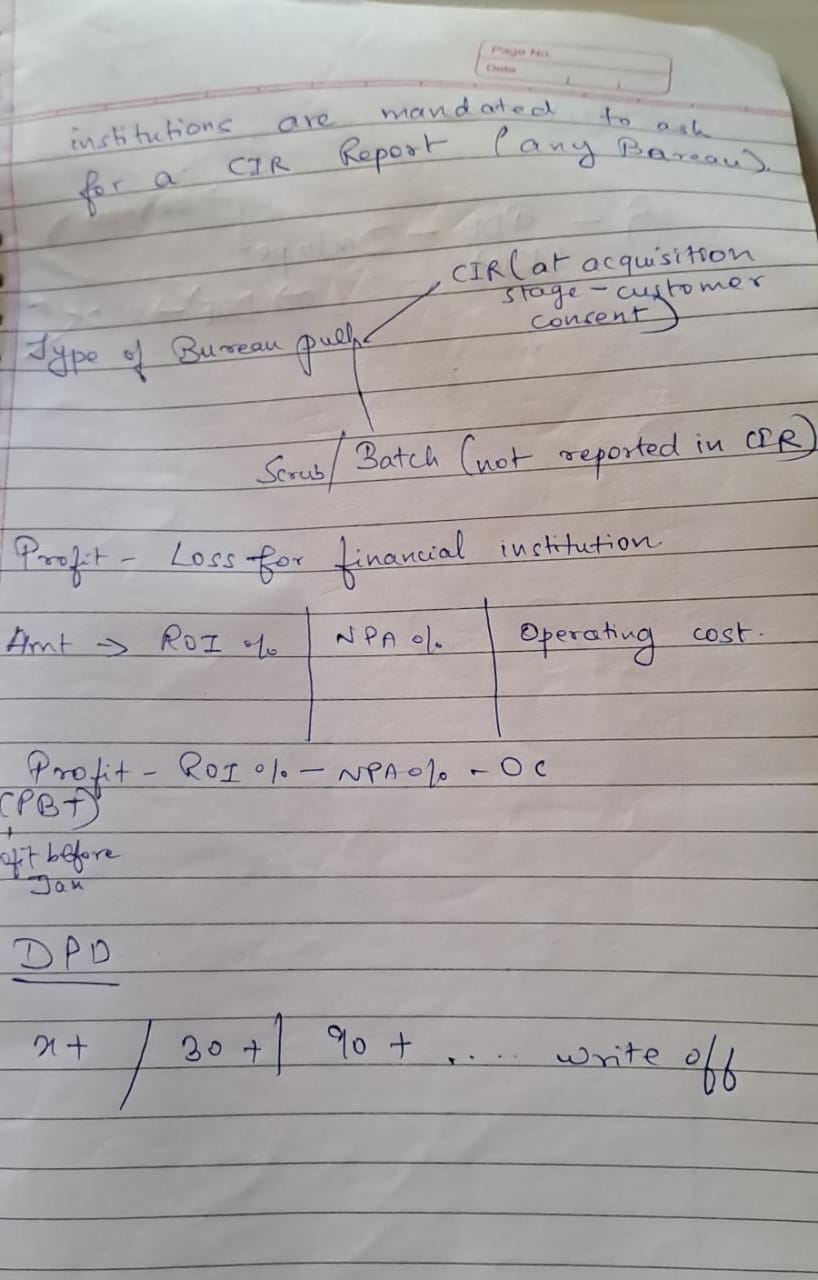 Page No.
Date
institutions are mandated to ask
for a CIR Report (any Bureau).
CIR (at acquisition
stage - customer
consent)
Type of Bureau pull
Scrub / Batch (not reported in CIR)
Profit - Loss for financial institution
Amt → ROI % | NPA % | Operating cost.
Profit - ROI % - NPA % - OC
(PBT)
oft before
Tax
DPD
x+ / 30+ | 90+ .... write off